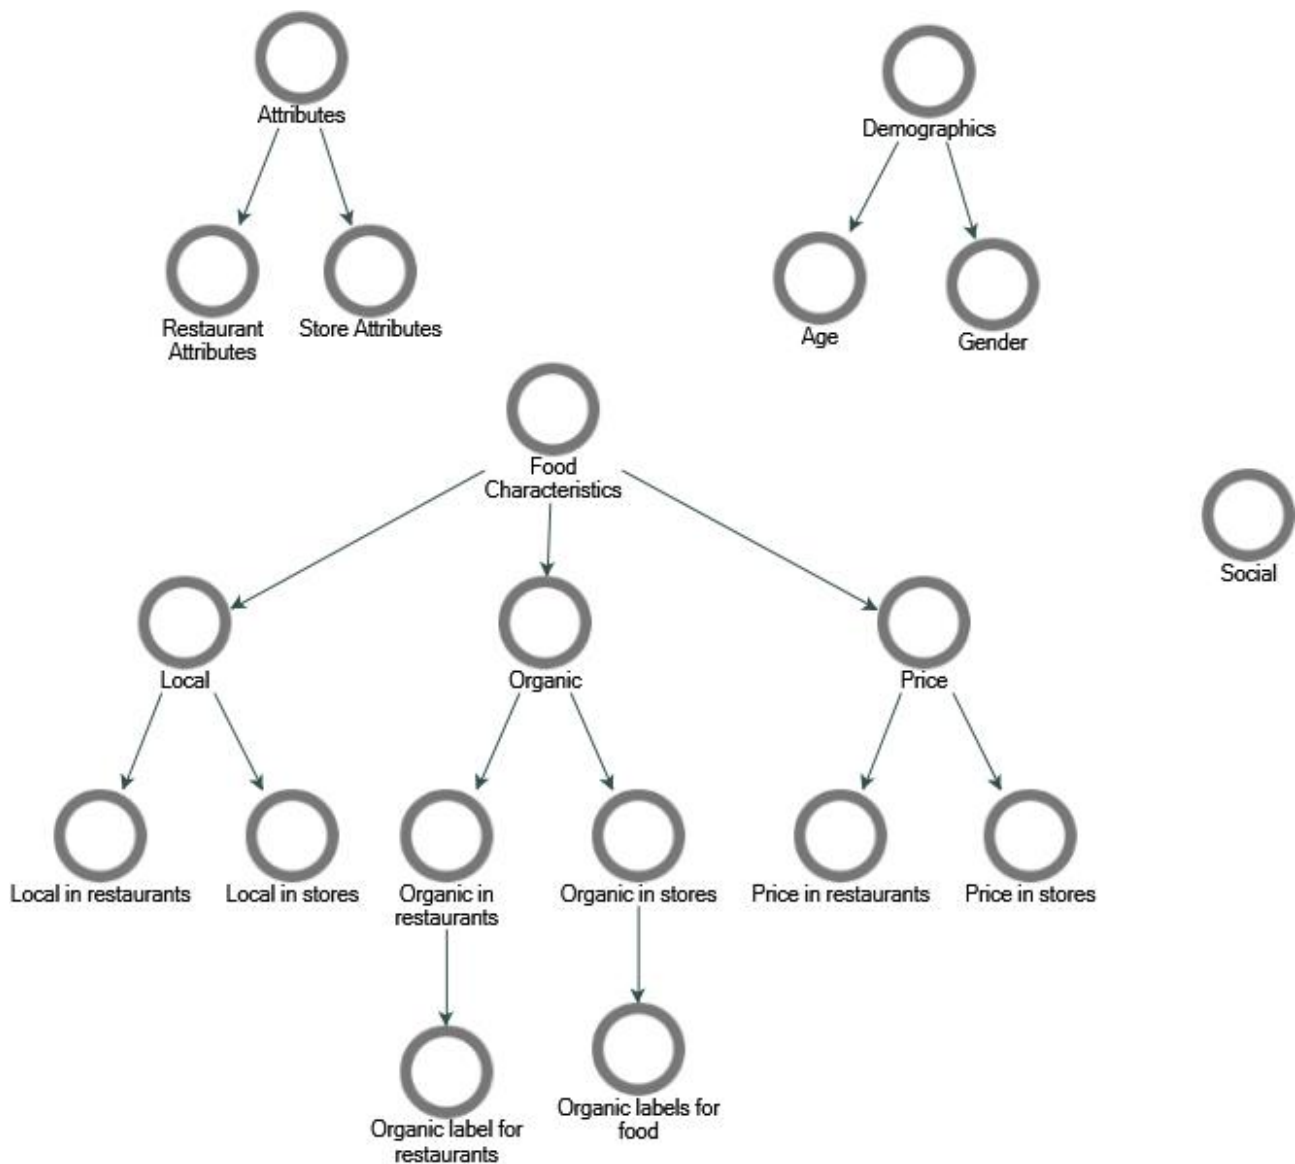 Attributes
Demographics
Restaurant
Attributes
Store Attributes
Age
Gender
Food
Characteristics
Social
Local
Organic
Price
Local in restaurants
Local in stores
Organic in
restaurants
Organic in stores
Price in restaurants
Price in stores
Organic label for
restaurants
Organic labels for
food